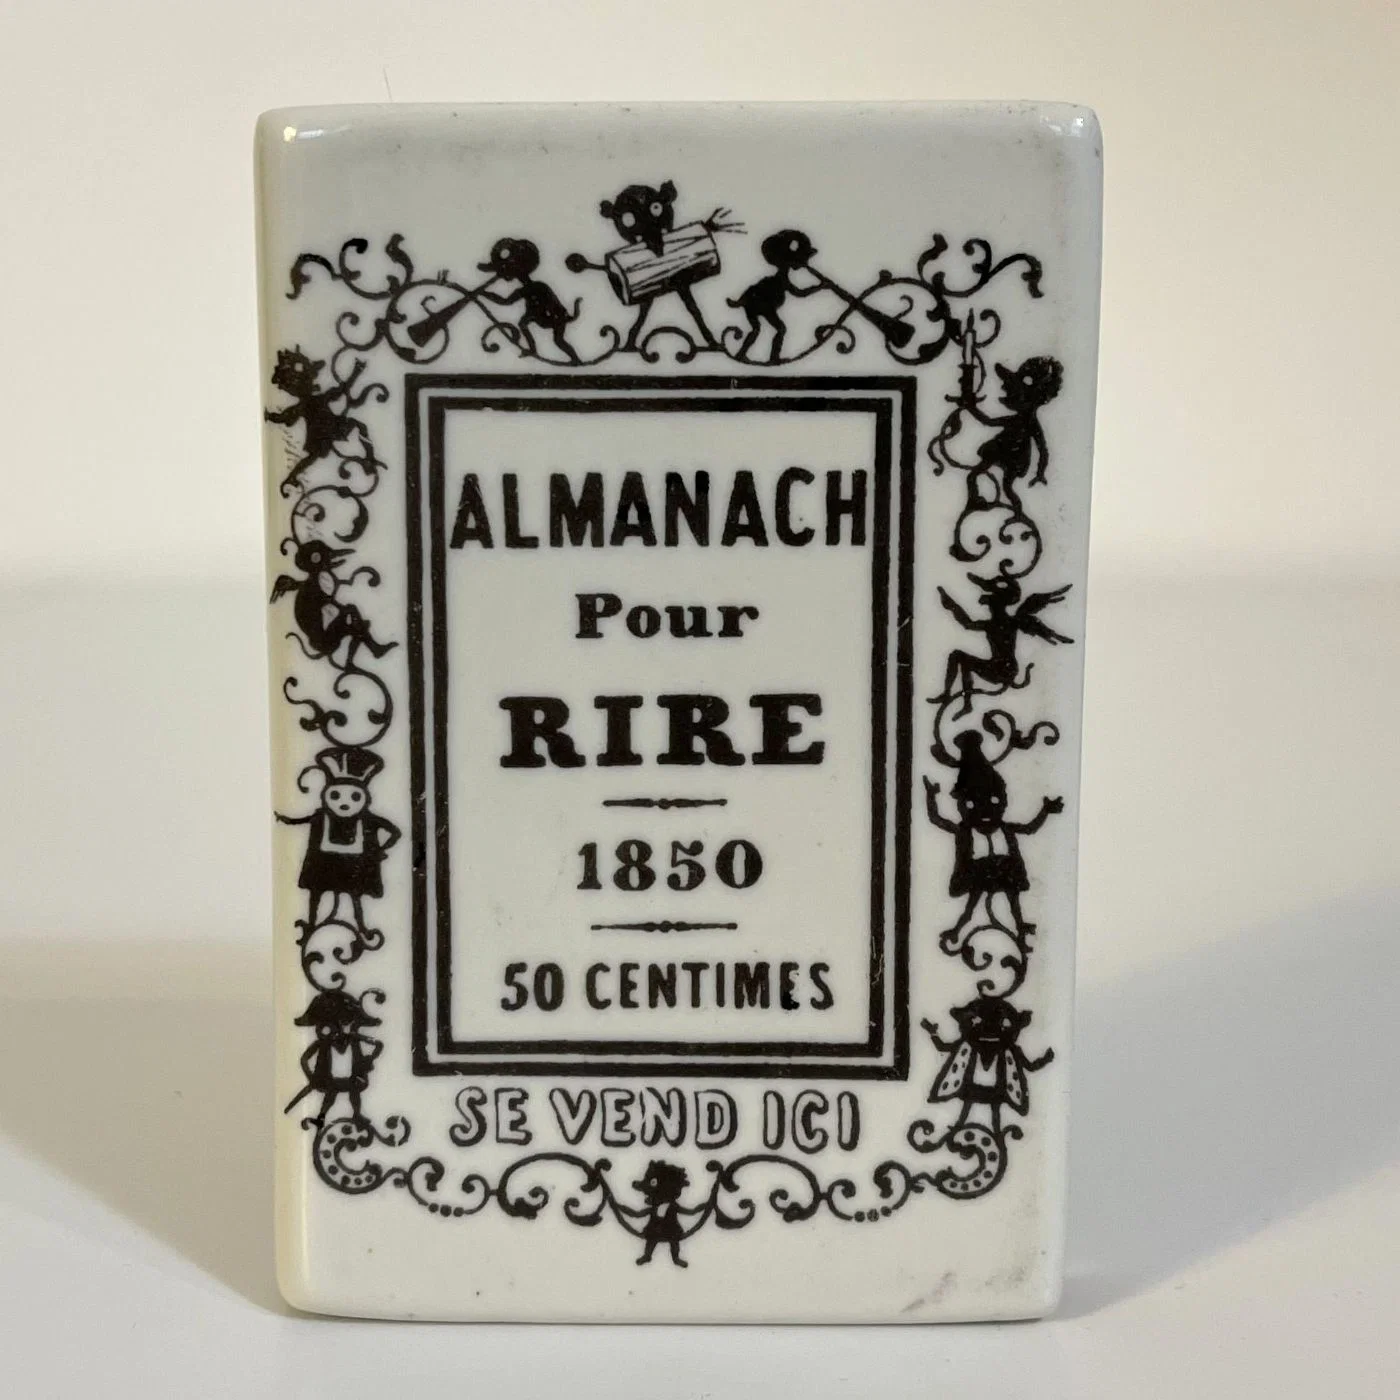 ALMANACH
Pour
RIRE
1850
50 CENTIMES
SE VEND ICI